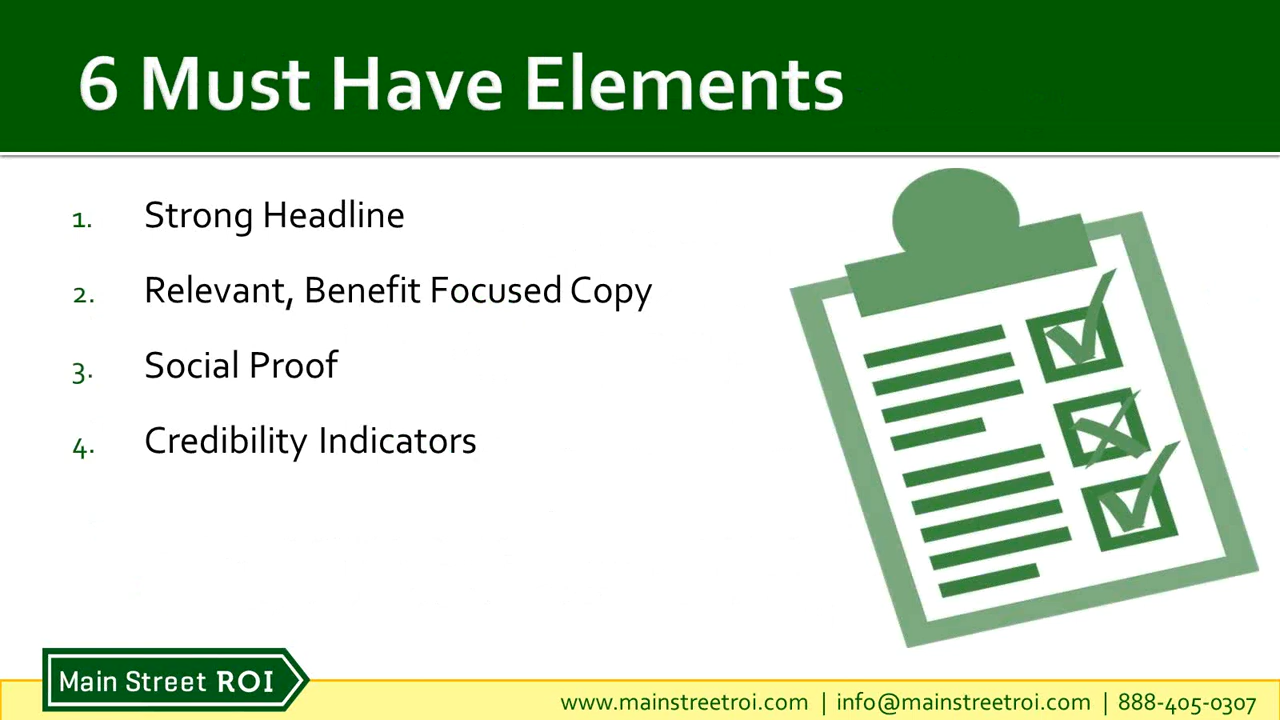 6 Must Have Elements
1. Strong Headline
2. Relevant, Benefit Focused Copy
3. Social Proof
4. Credibility Indicators
Main Street ROI
www.mainstreetroi.com | info@mainstreetroi.com | 888-405-0307